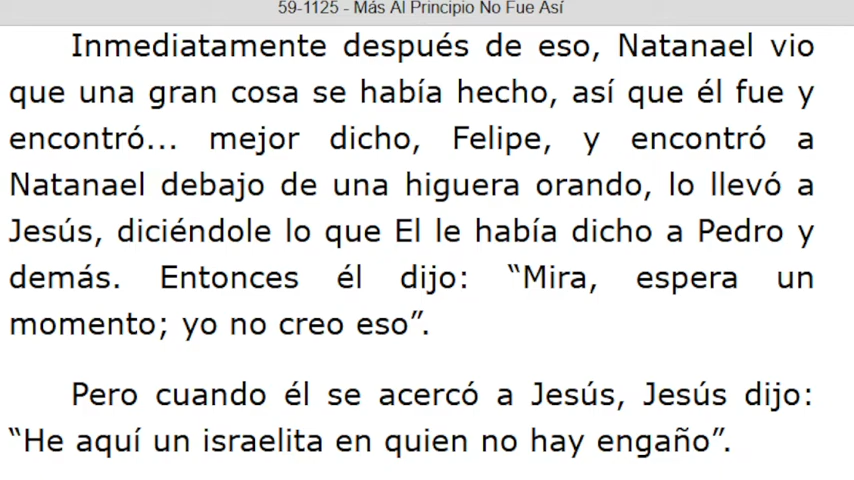 59-1125 - Más Al Principio No Fue Así
Inmediatamente después de eso, Natanael vio
que una gran cosa se había hecho, así que él fue y
encontró... mejor dicho, Felipe, y encontró a
Natanael debajo de una higuera orando, lo llevó a
Jesús, diciéndole lo que El le había dicho a Pedro y
demás. Entonces él dijo: “Mira, espera un
momento; yo no creo eso”.
Pero cuando él se acercó a Jesús, Jesús dijo:
“He aquí un israelita en quien no hay engaño”.